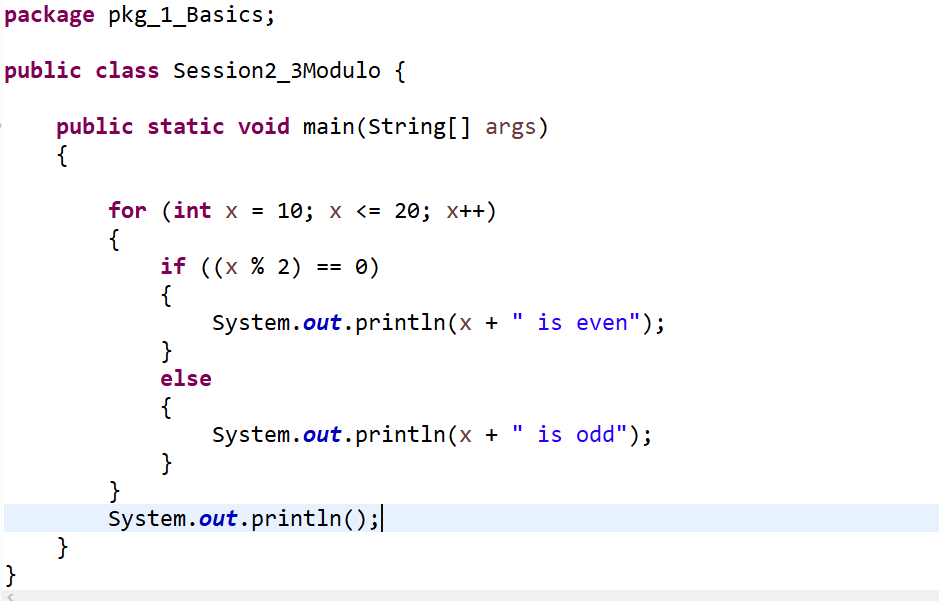 package pkg_1_Basics;
public class Session2_3Modulo {
public static void main(String[] args)
{
for (int x = 10; x <= 20; x++)
{
if ((x % 2) == 0)
{
System.out.println(x + " is even");
}
else
{
System.out.println(x + " is odd");
}
}
System.out.println();
}
}